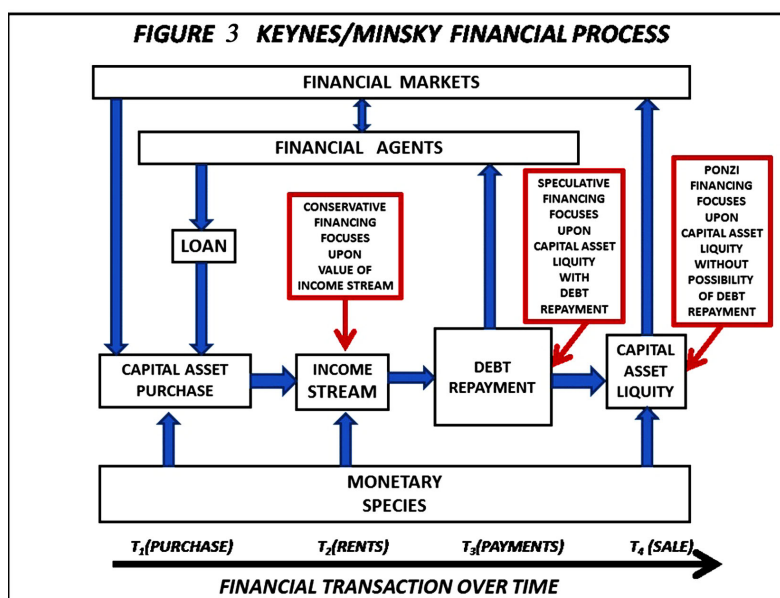 FIGURE 3 KEYNES/MINSKY FINANCIAL PROCESS
FINANCIAL MARKETS
FINANCIAL AGENTS
LOAN
CONSERVATIVE
FINANCING
FOCUSES
UPON
VALUE OF
INCOME STREAM
SPECULATIVE
FINANCING
FOCUSES
UPON
CAPITAL ASSET
LIQUITY
WITH
DEBT
REPAYMENT
PONZI
FINANCING
FOCUSES
UPON
CAPITAL ASSET
LIQUITY
WITHOUT
POSSIBILITY
OF DEBT
REPAYMENT
CAPITAL ASSET
PURCHASE
INCOME
STREAM
DEBT
REPAYMENT
CAPITAL
ASSET
LIQUITY
MONETARY
SPECIES
T1(PURCHASE) T2(RENTS) T3(PAYMENTS) T4 (SALE)
FINANCIAL TRANSACTION OVER TIME